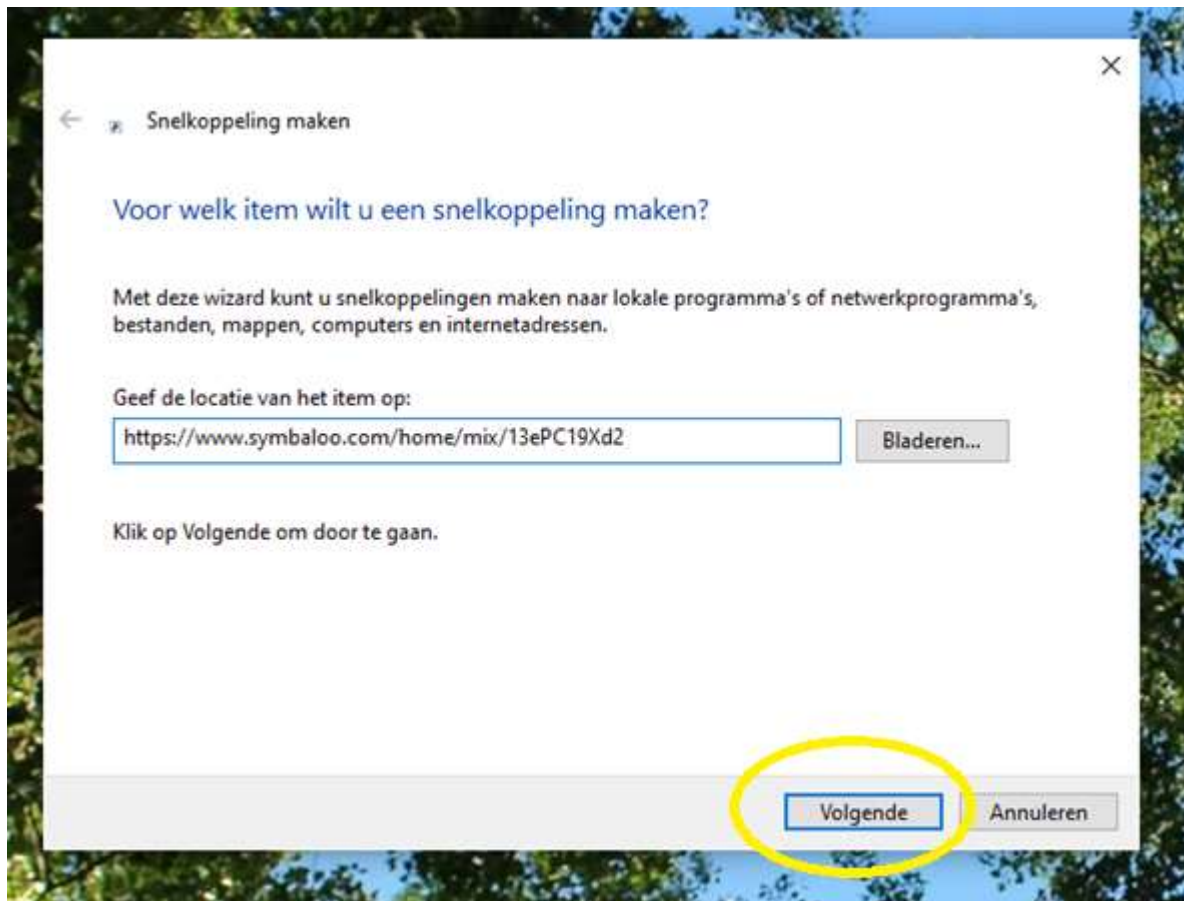 Snelkoppeling maken
Voor welk item wilt u een snelkoppeling maken?
Met deze wizard kunt u snelkoppelingen maken naar lokale programma's of netwerkprogramma's,
bestanden, mappen, computers en internetadressen.
Geef de locatie van het item op:
https://www.symbaloo.com/home/mix/13ePC19Xd2
Bladeren...
Klik op Volgende om door te gaan.
Volgende
Annuleren